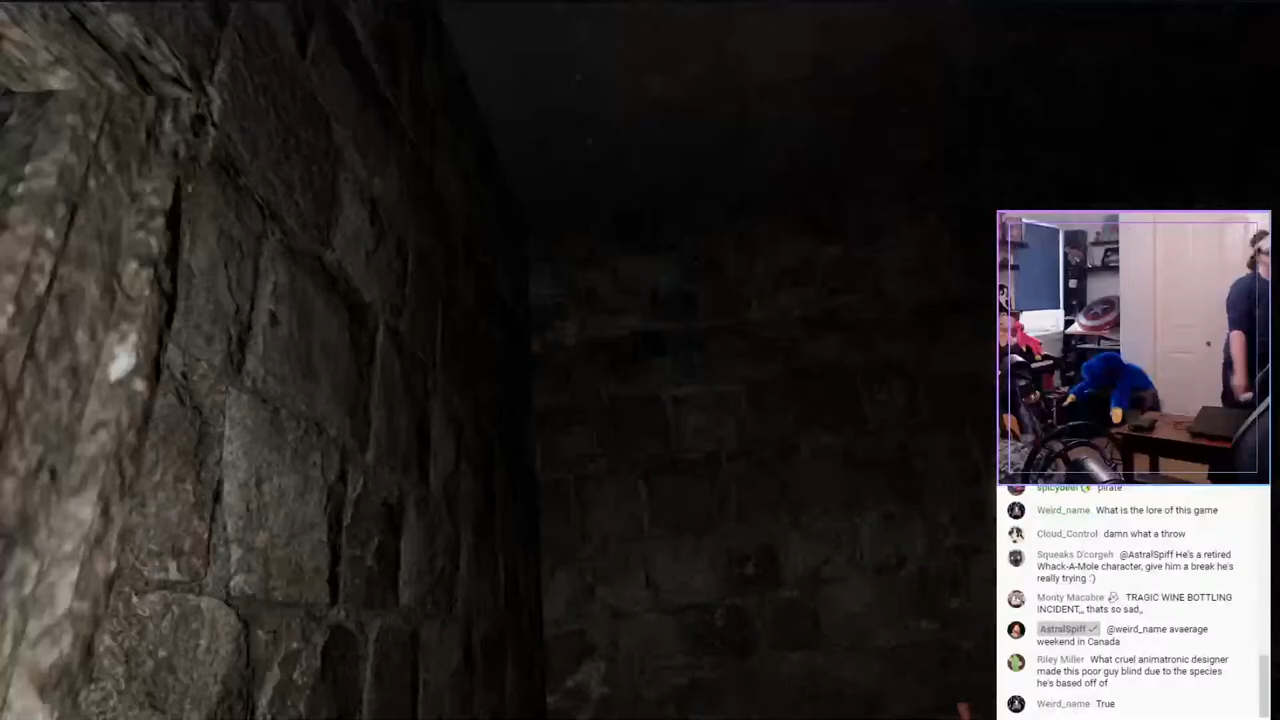 spicybeef pirate
Weird_name What is the lore of this game
Cloud_Control damn what a throw
Squeaks D'corgeh @AstralSpiff He's a retired
Whack-A-Mole character, give him a break he's
really trying :')
Monty Macabre TRAGIC WINE BOTTLING
INCIDENT,,, thats so sad,,
AstralSpiff @weird_name avaerage
weekend in Canada
Riley Miller What cruel animatronic designer
made this poor guy blind due to the species
he's based off of
Weird_name True